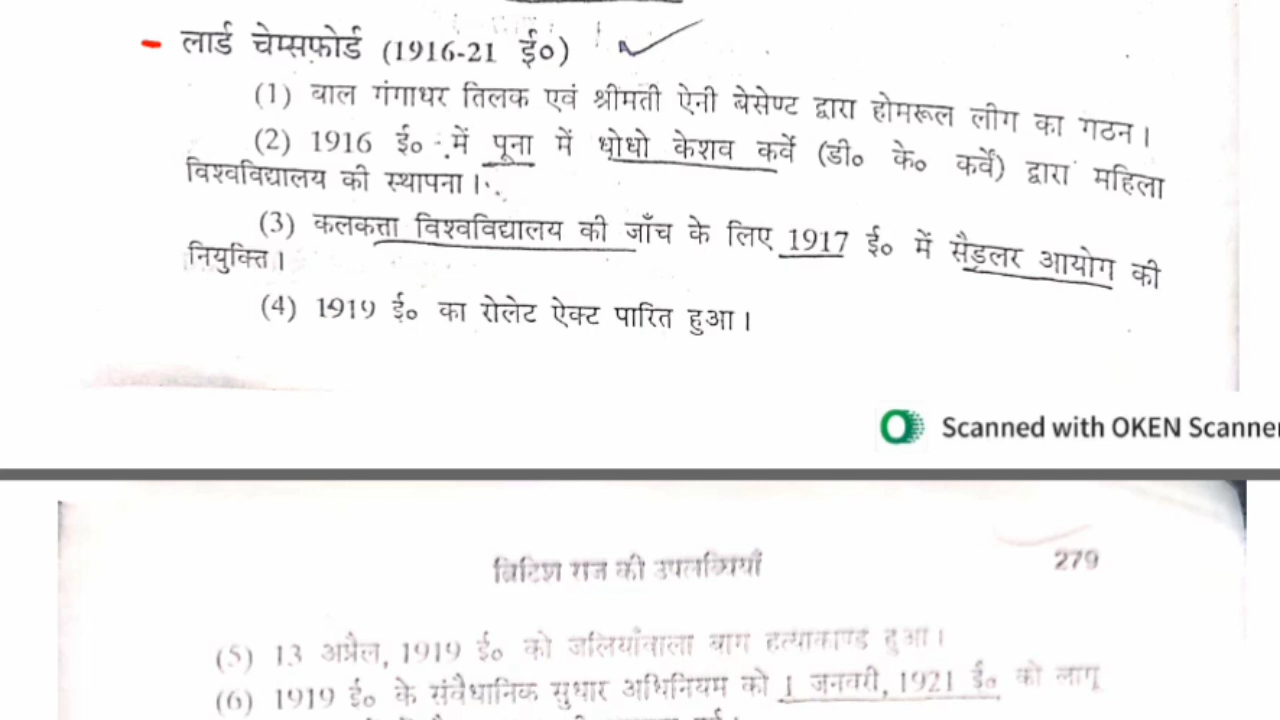 - लार्ड चेम्सफोर्ड (1916-21 ई०)
(1) बाल गंगाधर तिलक एवं श्रीमती ऐनी बेसेण्ट द्वारा होमरूल लीग का गठन।
(2) 1916 ई० में पूना में धोधो केशव कर्वे (डी० के० कर्वे) द्वारा महिला
विश्वविद्यालय की स्थापना।
(3) कलकत्ता विश्वविद्यालय की जाँच के लिए 1917 ई० में सैडलर आयोग की
नियुक्ति।
(4) 1919 ई० का रोलेट ऐक्ट पारित हुआ।
Scanned with OKEN Scanner
ब्रिटिश राज की उपलब्धियाँ 279
(5) 13 अप्रैल, 1919 ई० को जलियाँवाला बाग हत्याकाण्ड हुआ।
(6) 1919 ई० के संवैधानिक सुधार अधिनियम को 1 जनवरी, 1921 ई० को लागू